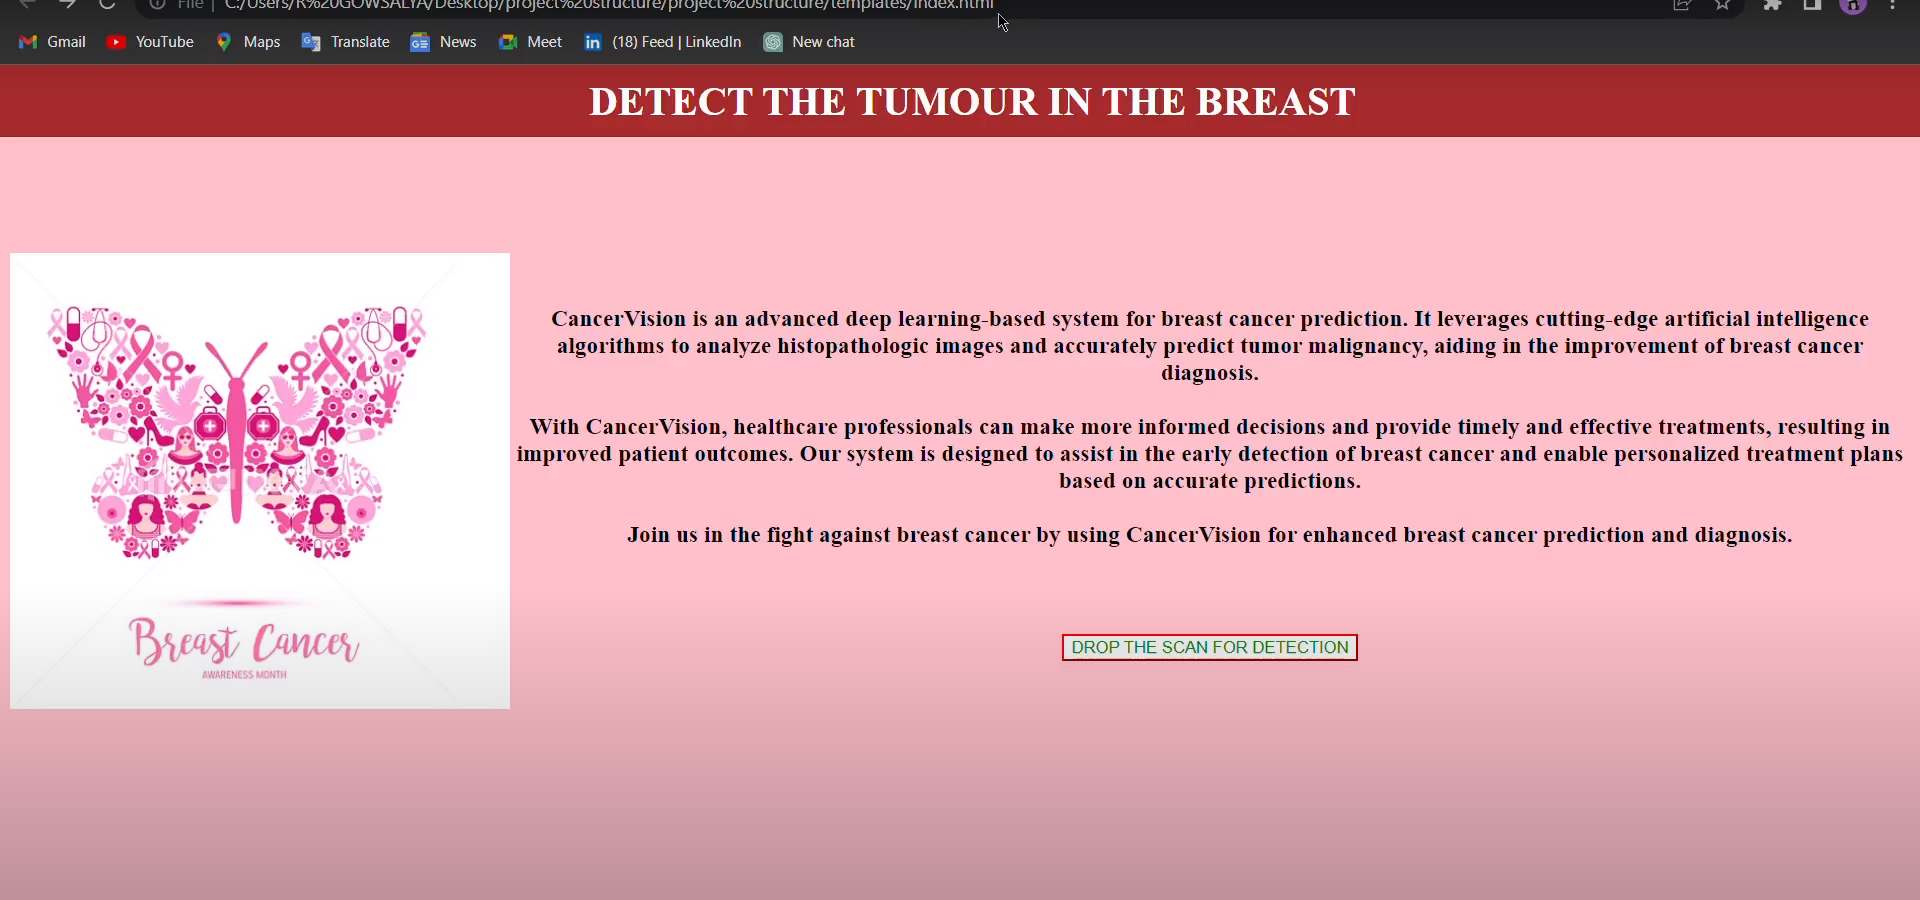 File | C:/Users/R%20GOWSALYA/Desktop/project%20structure/project%20structure/templates/index.html
Gmail YouTube Maps Translate News Meet (18) Feed | LinkedIn New chat
DETECT THE TUMOUR IN THE BREAST
CancerVision is an advanced deep learning-based system for breast cancer prediction. It leverages cutting-edge artificial intelligence
algorithms to analyze histopathologic images and accurately predict tumor malignancy, aiding in the improvement of breast cancer
diagnosis.
With CancerVision, healthcare professionals can make more informed decisions and provide timely and effective treatments, resulting in
improved patient outcomes. Our system is designed to assist in the early detection of breast cancer and enable personalized treatment plans
based on accurate predictions.
Join us in the fight against breast cancer by using CancerVision for enhanced breast cancer prediction and diagnosis.
Breast Cancer
AWARENESS MONTH
DROP THE SCAN FOR DETECTION